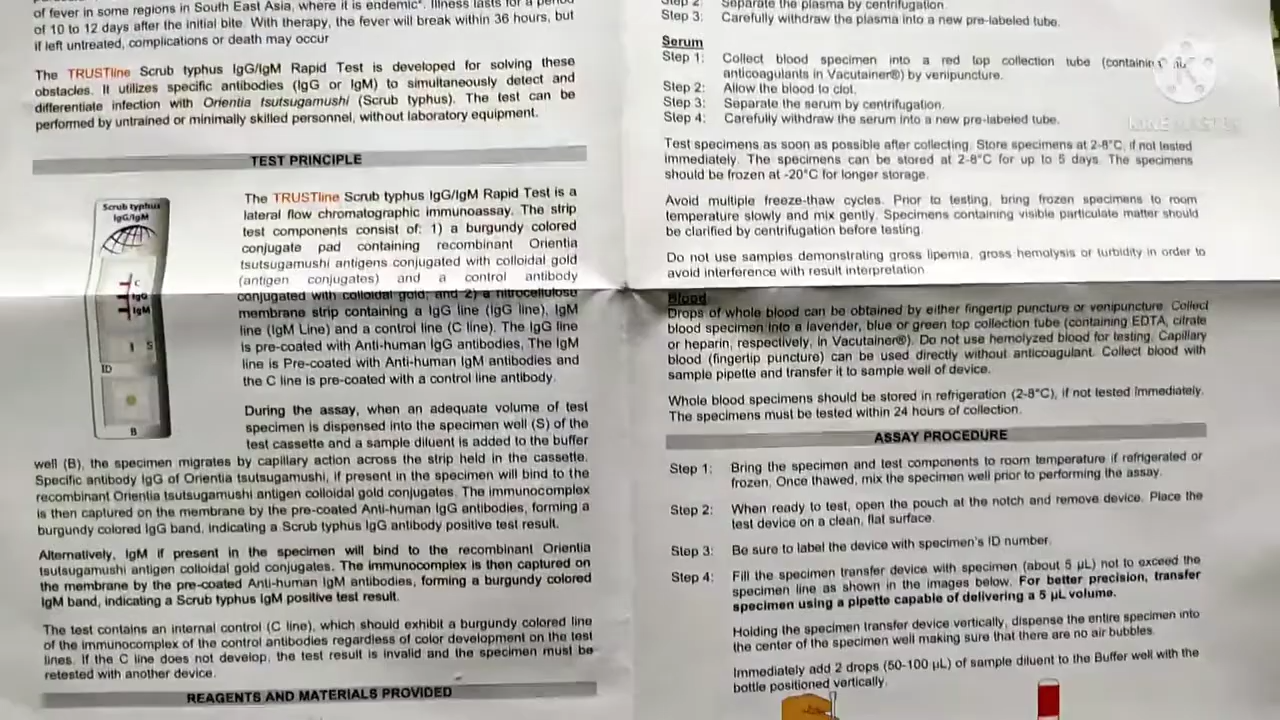 of fever in some regions in South East Asia, where it is endemic*. Illness lasts for a period
of 10 to 12 days after the initial bite. With therapy, the fever will break within 36 hours, but
if left untreated, complications or death may occur
The TRUSTline Scrub typhus IgG/IgM Rapid Test is developed for solving these
obstacles. It utilizes specific antibodies (IgG or IgM) to simultaneously detect and
differentiate infection with Orientia tsutsugamushi (Scrub typhus). The test can be
performed by untrained or minimally skilled personnel, without laboratory equipment.
TEST PRINCIPLE
Scrub typhus
IgG/IgM
C
IgG
IgM
S
ID
B
The TRUSTline Scrub typhus IgG/IgM Rapid Test is a
lateral flow chromatographic immunoassay. The strip
test components consist of: 1) a burgundy colored
conjugate pad containing recombinant Orientia
tsutsugamushi antigens conjugated with colloidal gold
(antigen conjugates) and a control antibody
conjugated with colloidal gold; and 2) a nitrocellulose
membrane strip containing a IgG line (IgG line), IgM
line (IgM Line) and a control line (C line). The IgG line
is pre-coated with Anti-human IgG antibodies, The IgM
line is Pre-coated with Anti-human IgM antibodies and
the C line is pre-coated with a control line antibody.
During the assay, when an adequate volume of test
specimen is dispensed into the specimen well (S) of the
test cassette and a sample diluent is added to the buffer
well (B), the specimen migrates by capillary action across the strip held in the cassette.
Specific antibody IgG of Orientia tsutsugamushi, if present in the specimen will bind to the
recombinant Orientia tsutsugamushi antigen colloidal gold conjugates. The immunocomplex
is then captured on the membrane by the pre-coated Anti-human IgG antibodies, forming a
burgundy colored IgG band, indicating a Scrub typhus IgG antibody positive test result.
Alternatively, IgM if present in the specimen will bind to the recombinant Orientia
tsutsugamushi antigen colloidal gold conjugates. The immunocomplex is then captured on
the membrane by the pre-coated Anti-human IgM antibodies, forming a burgundy colored
IgM band, indicating a Scrub typhus IgM positive test result.
The test contains an internal control (C line), which should exhibit a burgundy colored line
of the immunocomplex of the control antibodies regardless of color development on the test
lines. If the C line does not develop, the test result is invalid and the specimen must be
retested with another device.
REAGENTS AND MATERIALS PROVIDED
Step 2: Separate the plasma by centrifugation.
Step 3: Carefully withdraw the plasma into a new pre-labeled tube.
Serum
Step 1: Collect blood specimen into a red top collection tube (containing no
anticoagulants in Vacutainer®) by venipuncture.
Step 2: Allow the blood to clot.
Step 3: Separate the serum by centrifugation.
Step 4: Carefully withdraw the serum into a new pre-labeled tube.
Test specimens as soon as possible after collecting. Store specimens at 2-8°C, if not tested
immediately. The specimens can be stored at 2-8°C for up to 5 days. The specimens
should be frozen at -20°C for longer storage.
Avoid multiple freeze-thaw cycles. Prior to testing, bring frozen specimens to room
temperature slowly and mix gently. Specimens containing visible particulate matter should
be clarified by centrifugation before testing.
Do not use samples demonstrating gross lipemia, gross hemolysis or turbidity in order to
avoid interference with result interpretation
Blood
Drops of whole blood can be obtained by either fingertip puncture or venipuncture. Collect
blood specimen into a lavender, blue or green top collection tube (containing EDTA, citrate
or heparin, respectively, in Vacutainer®). Do not use hemolyzed blood for testing. Capillary
blood (fingertip puncture) can be used directly without anticoagulant. Collect blood with
sample pipette and transfer it to sample well of device.
Whole blood specimens should be stored in refrigeration (2-8°C), if not tested immediately.
The specimens must be tested within 24 hours of collection.
ASSAY PROCEDURE
Step 1: Bring the specimen and test components to room temperature if refrigerated or
frozen. Once thawed, mix the specimen well prior to performing the assay.
Step 2: When ready to test, open the pouch at the notch and remove device. Place the
test device on a clean, flat surface.
Step 3: Be sure to label the device with specimen's ID number.
Step 4: Fill the specimen transfer device with specimen (about 5 µL) not to exceed the
specimen line as shown in the images below. For better precision, transfer
specimen using a pipette capable of delivering a 5 µL volume.
Holding the specimen transfer device vertically, dispense the entire specimen into
the center of the specimen well making sure that there are no air bubbles.
Immediately add 2 drops (50-100 µL) of sample diluent to the Buffer well with the
bottle positioned vertically.
KINEMASTER